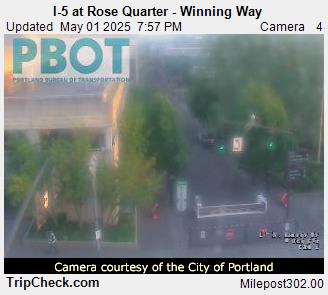 I-5 at Rose Quarter - Winning Way
Updated May 01 2025 7:57 PM Camera 4
PBOT
PORTLAND BUREAU OF TRANSPORTATION
Camera courtesy of the City of Portland
TripCheck.com Milepost302.00